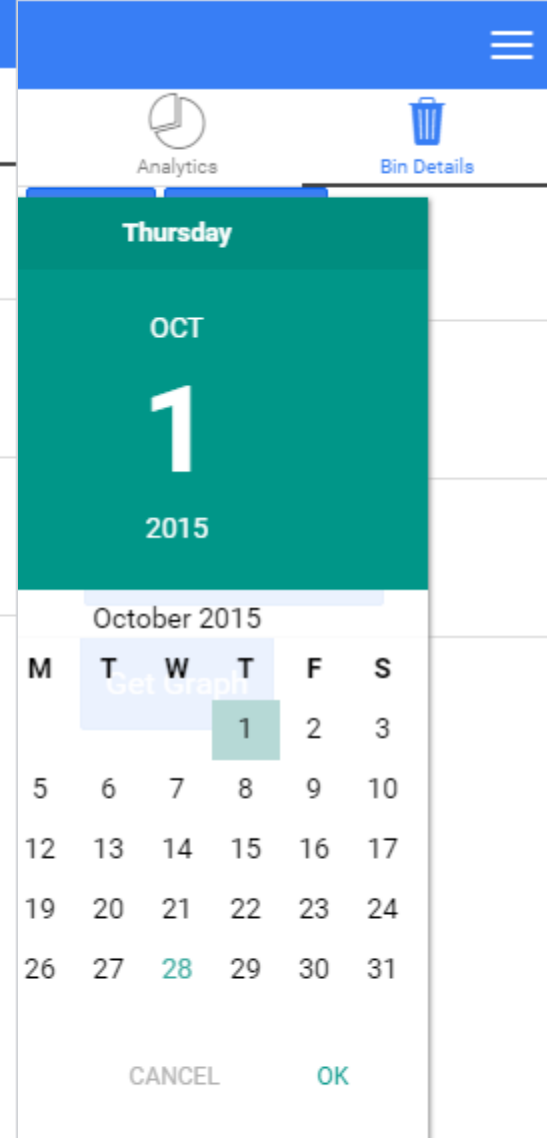 Analytics
Bin Details
Thursday
OCT
1
2015
October 2015
M T W T F S
Get Graph
1 2 3
5 6 7 8 9 10
12 13 14 15 16 17
19 20 21 22 23 24
26 27 28 29 30 31
CANCEL OK